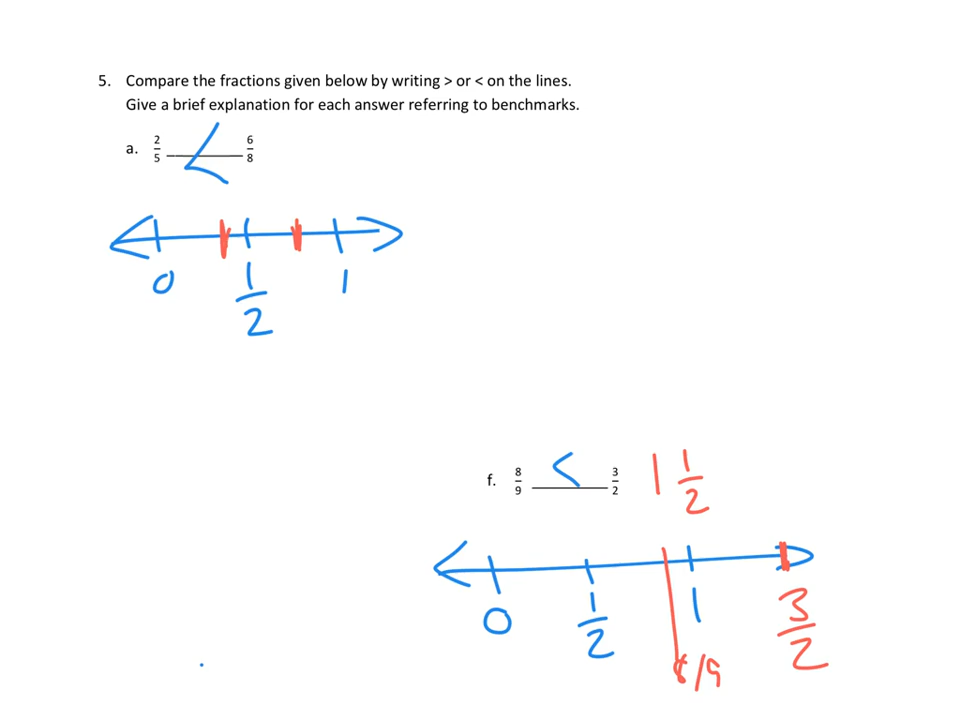 5. Compare the fractions given below by writing > or < on the lines.
Give a brief explanation for each answer referring to benchmarks.
a. 2/5 < 6/8
0 1/2 1
f. 8/9 < 3/2 1 1/2
0 1/2 8/9 1 3/2